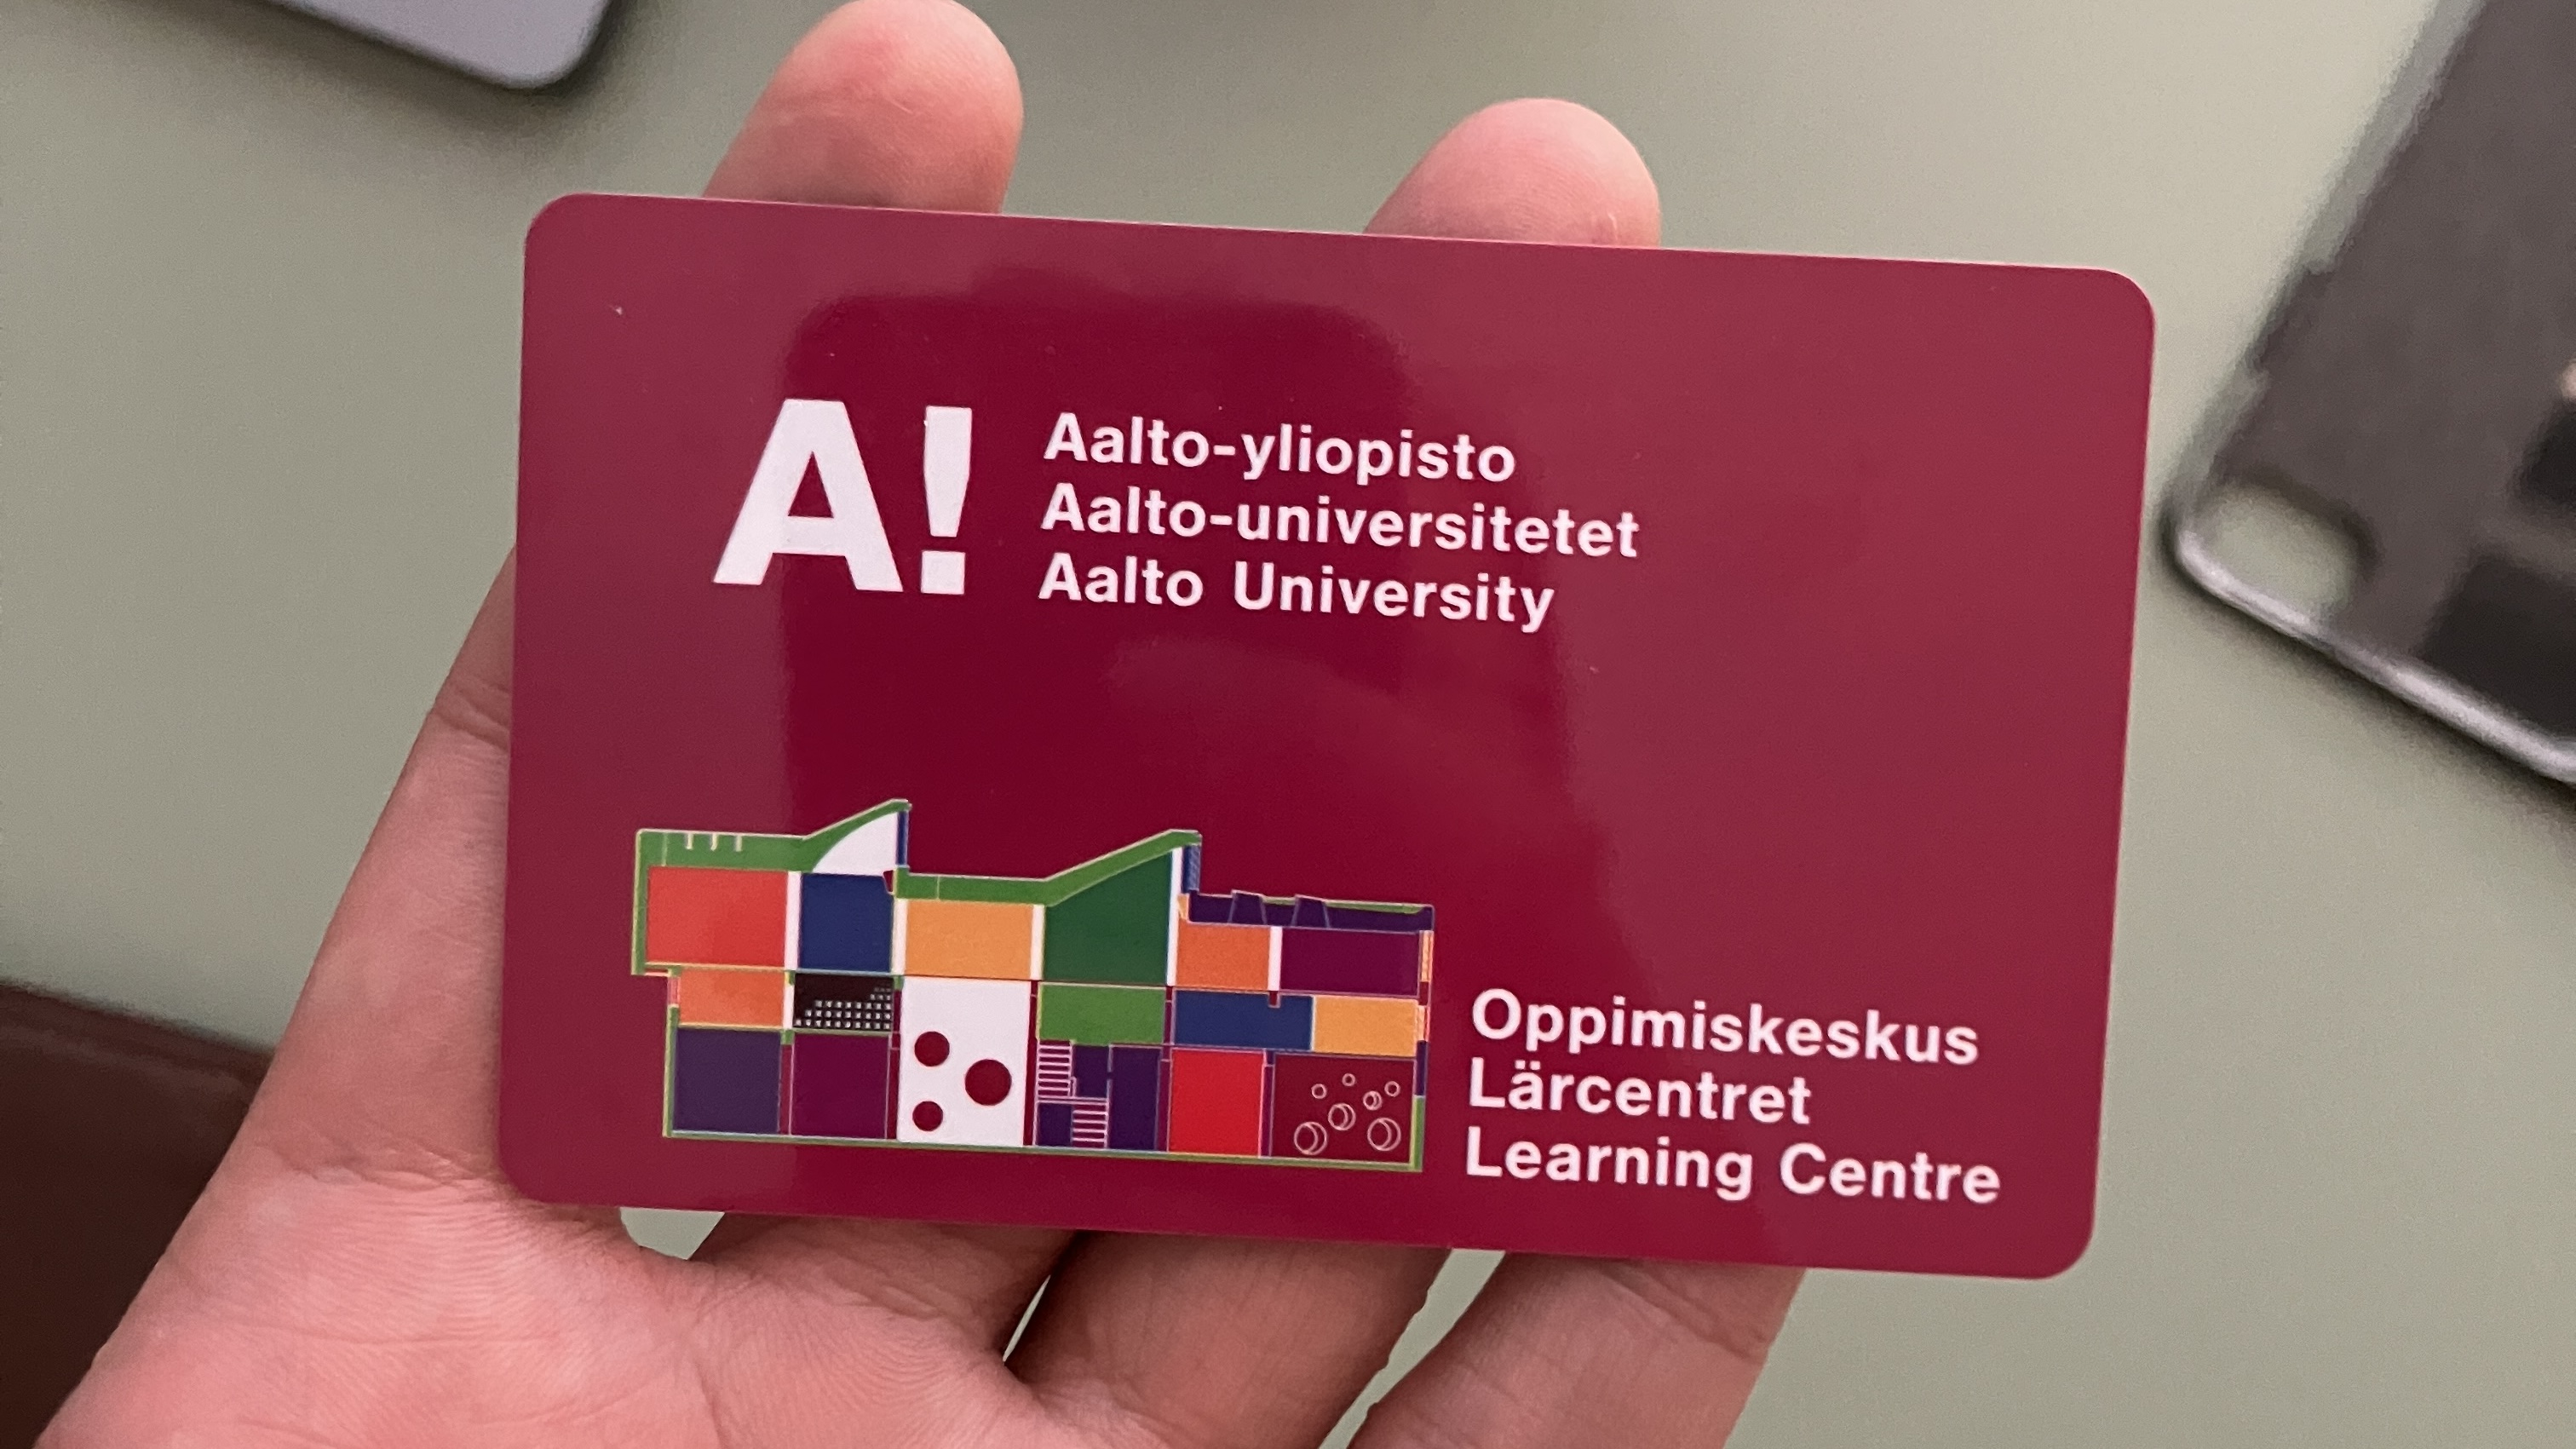 A!
Aalto-yliopisto
Aalto-universitetet
Aalto University
Oppimiskeskus
Lärcentret
Learning Centre